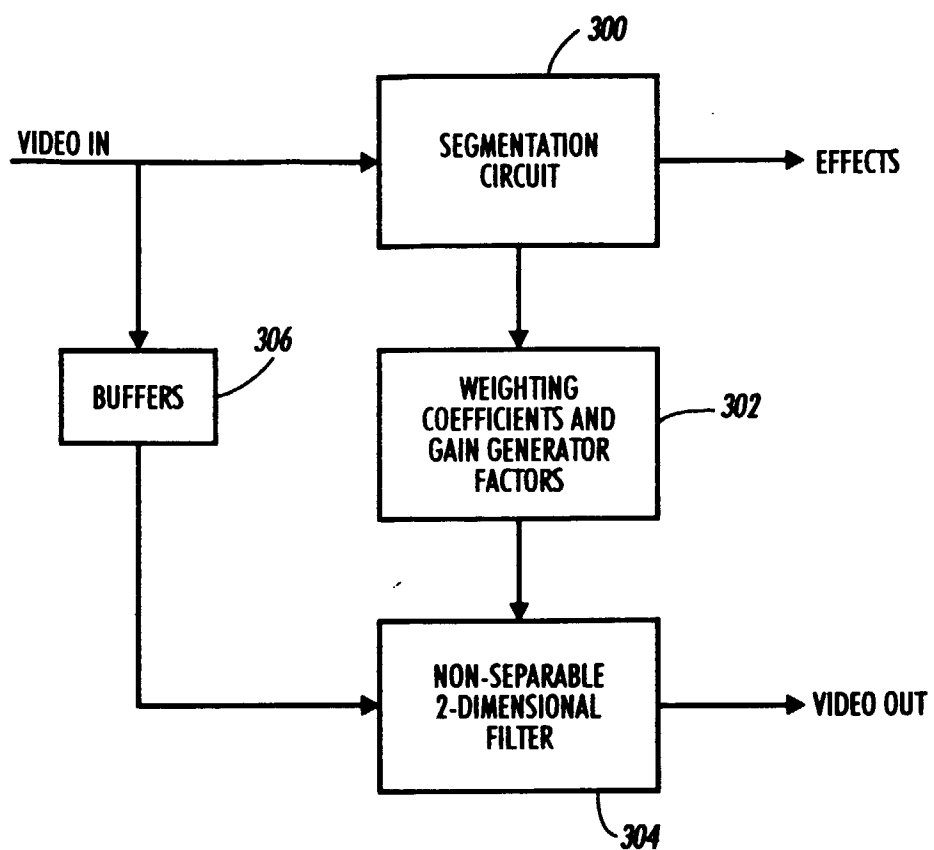 300
VIDEO IN
SEGMENTATION
CIRCUIT
EFFECTS
306
BUFFERS
WEIGHTING
COEFFICIENTS AND
GAIN GENERATOR
FACTORS
302
NON-SEPARABLE
2-DIMENSIONAL
FILTER
VIDEO OUT
304